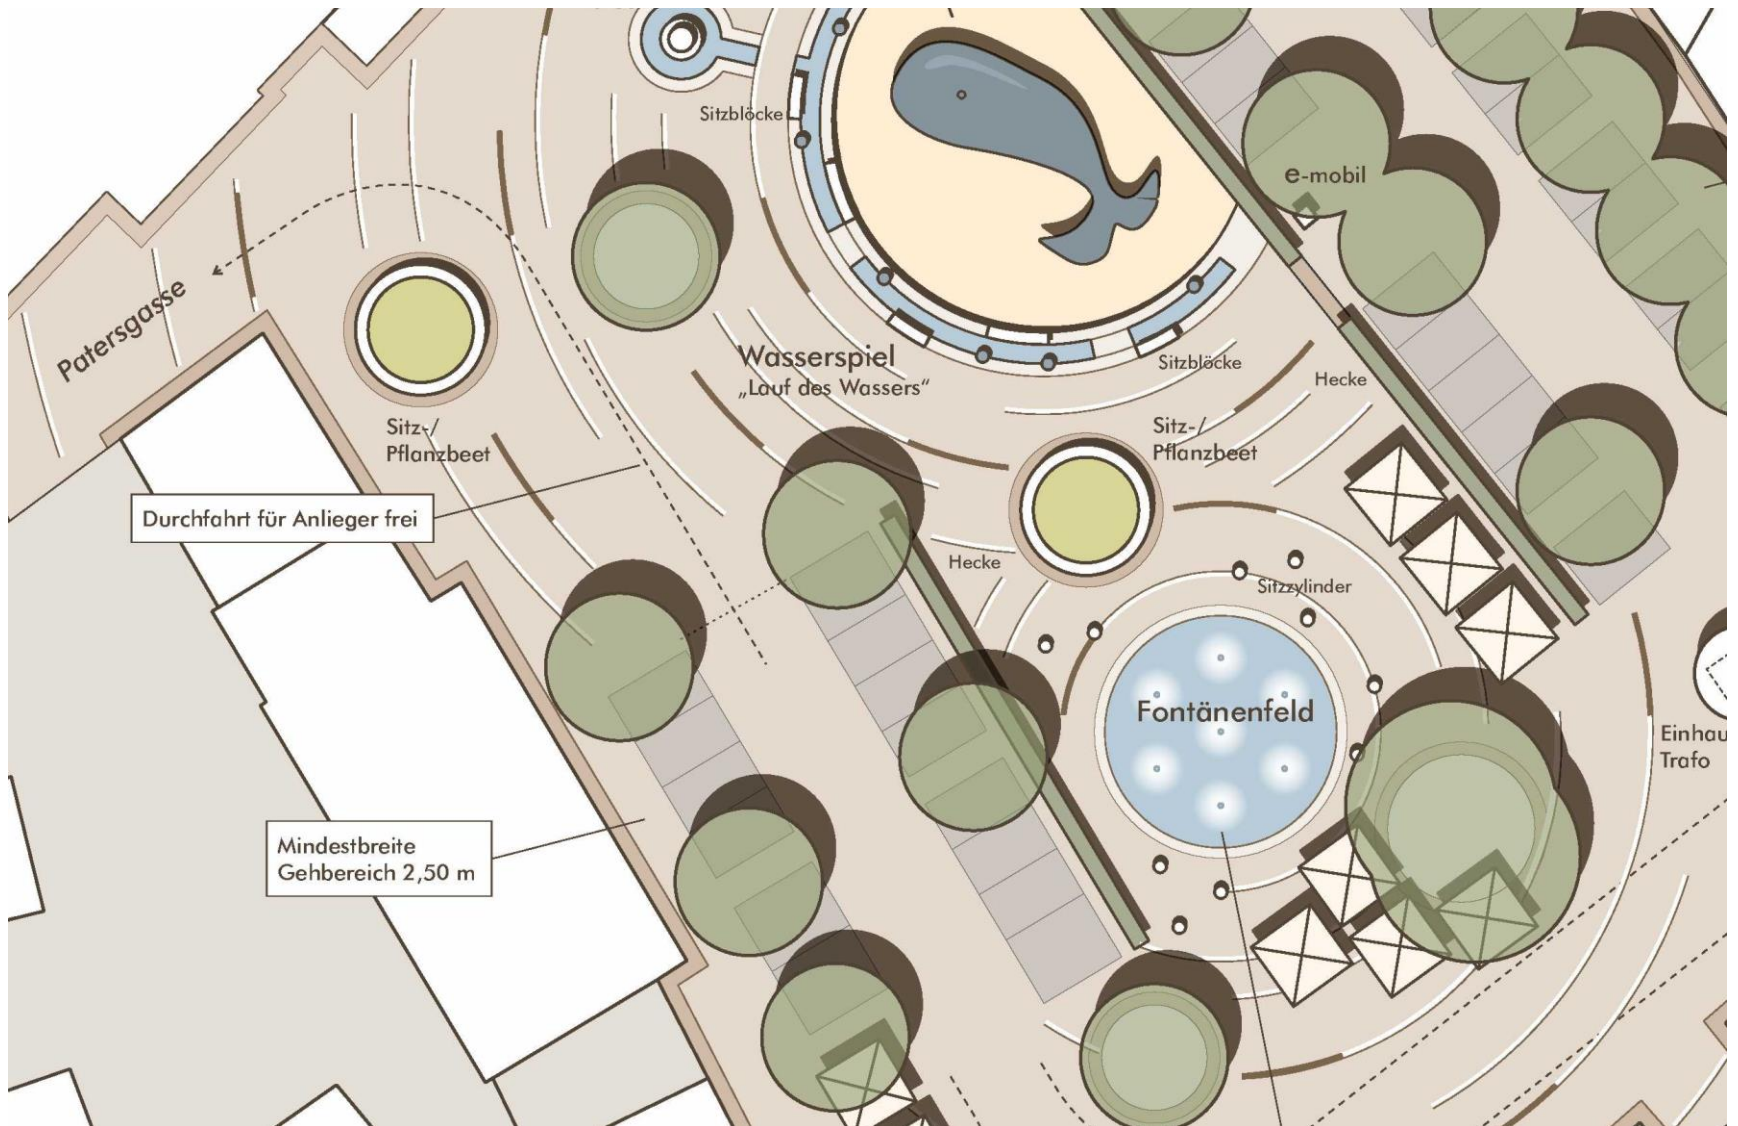 Sitzblöcke
e-mobil
Patersgasse
Wasserspiel
„Lauf des Wassers“
Sitzblöcke
Hecke
Sitz-/
Pflanzbeet
Sitz-/
Pflanzbeet
Durchfahrt für Anlieger frei
Hecke
Sitzzylinder
Fontänenfeld
Einhau
Trafo
Mindestbreite
Gehbereich 2,50 m